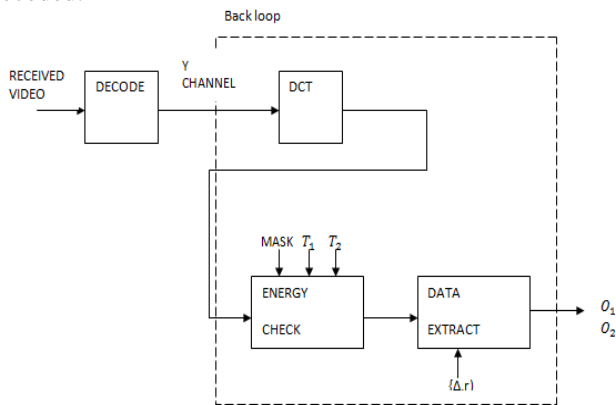 Back loop
RECEIVED
VIDEO
DECODE
Y
CHANNEL
DCT
MASK T₁ T₂
ENERGY
CHECK
DATA
EXTRACT
O₁
O₂
(Δ,r)